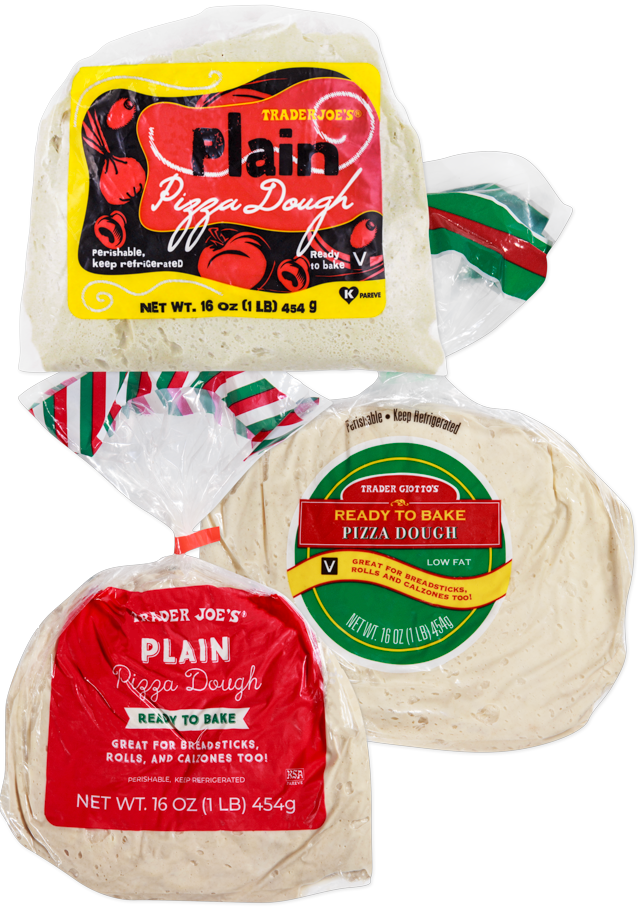 TRADER JOE'S®
Plain
Pizza Dough
Perishable,
keep refrigerateD
Ready
to bake
V
K PAREVE
NET WT. 16 OZ (1 LB) 454 g
Perishable • Keep Refrigerated
TRADER GIOTTO'S
READY TO BAKE
PIZZA DOUGH
LOW FAT
V
GREAT FOR BREADSTICKS,
ROLLS AND CALZONES TOO!
NET WT. 16 OZ (1 LB) 454g
TRADER JOE'S®
PLAIN
Pizza Dough
READY TO BAKE
GREAT FOR BREADSTICKS,
ROLLS, AND CALZONES TOO!
PERISHABLE, KEEP REFRIGERATED
KSA
PAREVE
NET WT. 16 OZ (1 LB) 454g